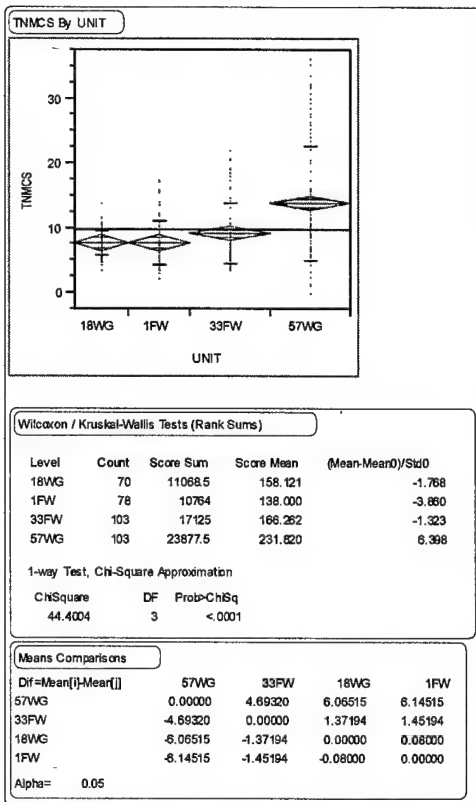 TNMCS By UNIT
30
20
10
0
TNMCS
18WG 1FW 33FW 57WG
UNIT
Wilcoxon / Kruskal-Wallis Tests (Rank Sums)
Level Count Score Sum Score Mean (Mean-Mean0)/Std0
18WG 70 11068.5 158.121 -1.768
1FW 78 10764 138.000 -3.860
33FW 103 17125 166.262 -1.323
57WG 103 23877.5 231.820 6.398
1-way Test, Chi-Square Approximation
ChiSquare DF Prob>ChiSq
44.4004 3 <.0001
Means Comparisons
Dif=Mean[i]-Mean[j] 57WG 33FW 18WG 1FW
57WG 0.00000 4.69320 6.06515 6.14515
33FW -4.69320 0.00000 1.37194 1.45194
18WG -6.06515 -1.37194 0.00000 0.08000
1FW -6.14515 -1.45194 -0.08000 0.00000
Alpha= 0.05